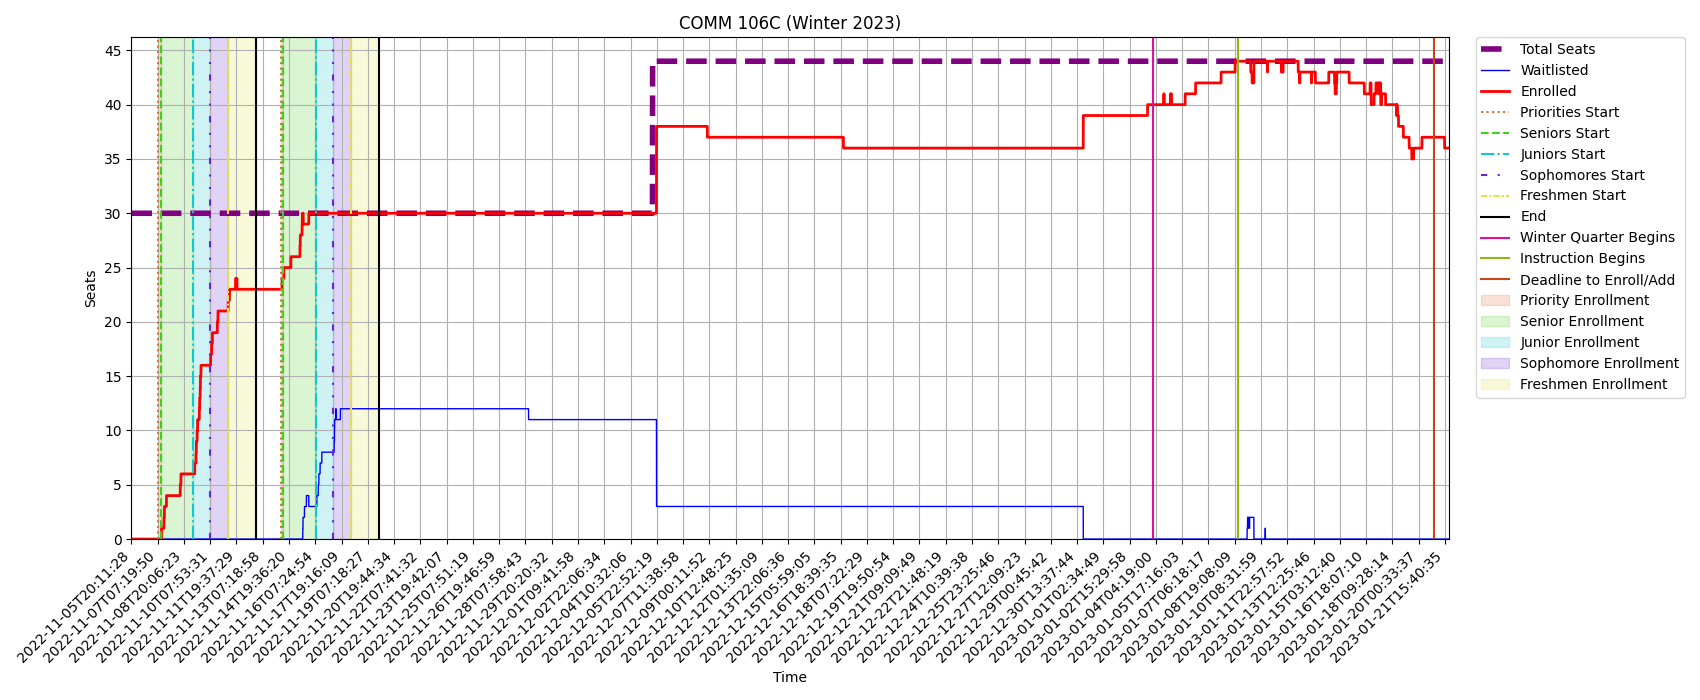 COMM 106C (Winter 2023)
Seats
45
40
35
30
25
20
15
10
5
0
2022-11-05T20:11:28
2022-11-07T07:19:50
2022-11-08T20:06:23
2022-11-10T07:53:31
2022-11-11T19:37:29
2022-11-13T07:18:58
2022-11-14T19:36:20
2022-11-16T07:24:54
2022-11-17T19:16:09
2022-11-19T07:18:27
2022-11-20T19:44:34
2022-11-22T07:41:32
2022-11-23T19:42:07
2022-11-25T07:51:19
2022-11-26T19:46:59
2022-11-28T07:58:43
2022-11-29T20:20:32
2022-12-01T09:41:58
2022-12-02T22:06:34
2022-12-04T10:32:06
2022-12-05T22:52:19
2022-12-07T11:38:58
2022-12-09T00:11:52
2022-12-10T12:48:25
2022-12-12T01:35:09
2022-12-13T22:06:36
2022-12-15T05:59:05
2022-12-16T18:39:35
2022-12-18T07:22:29
2022-12-19T19:50:54
2022-12-21T09:09:49
2022-12-22T21:48:19
2022-12-24T10:39:38
2022-12-25T23:25:46
2022-12-27T12:09:23
2022-12-29T00:45:42
2022-12-30T13:37:44
2023-01-01T02:34:49
2023-01-02T15:29:58
2023-01-04T04:19:00
2023-01-05T17:16:03
2023-01-07T06:18:17
2023-01-08T19:08:09
2023-01-10T08:31:59
2023-01-11T22:57:52
2023-01-13T13:25:46
2023-01-15T03:12:40
2023-01-16T18:07:10
2023-01-18T09:28:14
2023-01-20T00:33:37
2023-01-21T15:40:35
Time
Total Seats
Waitlisted
Enrolled
Priorities Start
Seniors Start
Juniors Start
Sophomores Start
Freshmen Start
End
Winter Quarter Begins
Instruction Begins
Deadline to Enroll/Add
Priority Enrollment
Senior Enrollment
Junior Enrollment
Sophomore Enrollment
Freshmen Enrollment